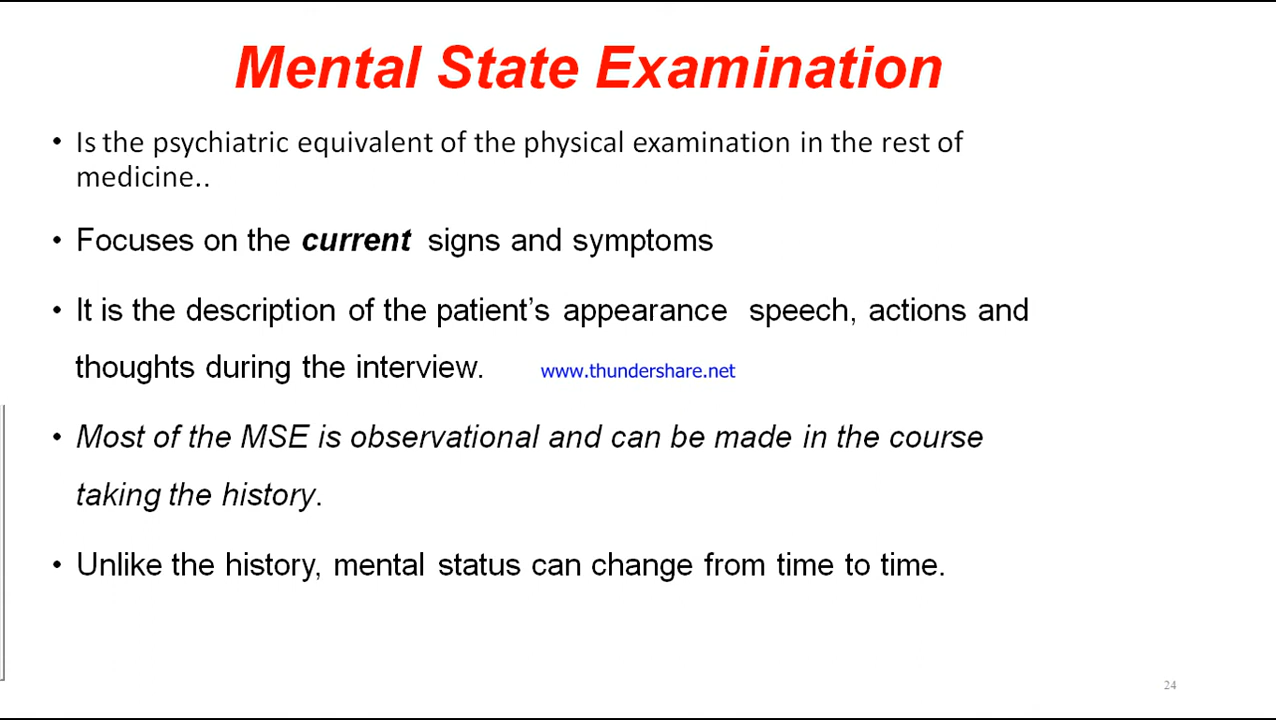 Mental State Examination
• Is the psychiatric equivalent of the physical examination in the rest of
medicine..
• Focuses on the current signs and symptoms
• It is the description of the patient’s appearance speech, actions and
thoughts during the interview.
www.thundershare.net
• Most of the MSE is observational and can be made in the course
taking the history.
• Unlike the history, mental status can change from time to time.
24